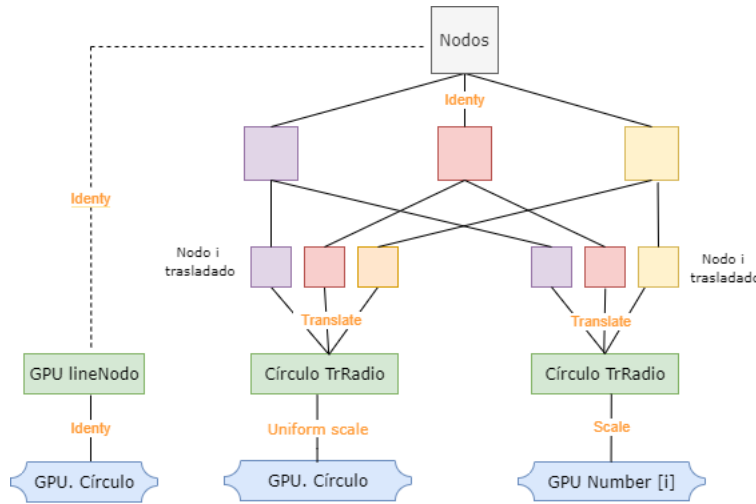 Nodos
Identy
Identy
Nodo i
trasladado
Nodo i
trasladado
Translate
Translate
GPU lineNodo
Círculo TrRadio
Círculo TrRadio
Identy
Uniform scale
Scale
GPU. Círculo
GPU. Círculo
GPU Number [i]